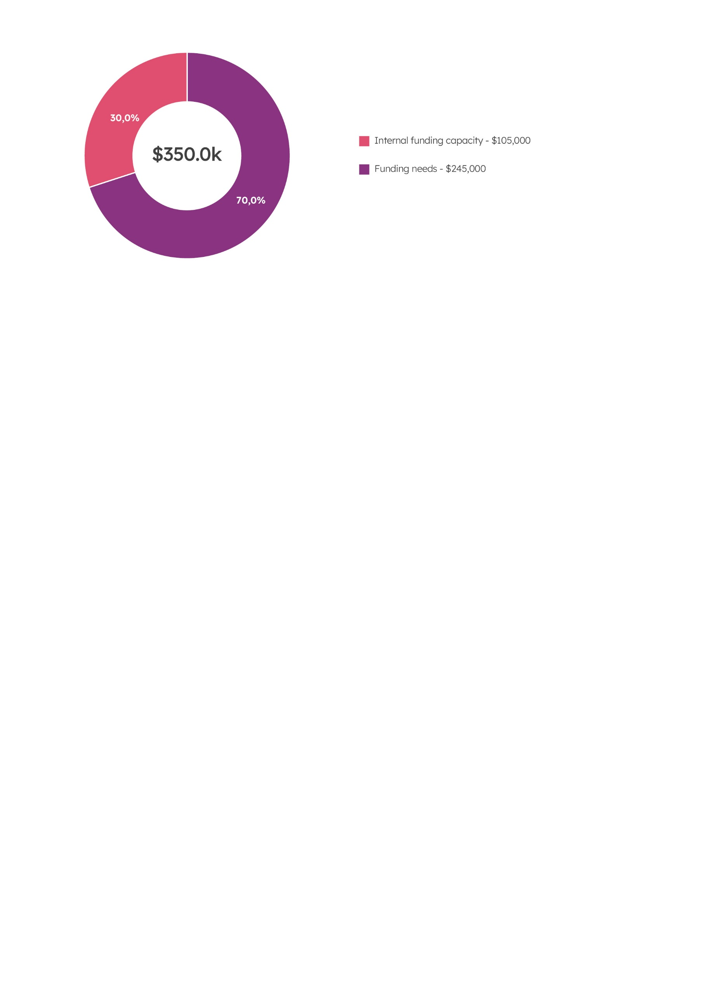 30,0%
$350.0k
70,0%
Internal funding capacity - $105,000
Funding needs - $245,000